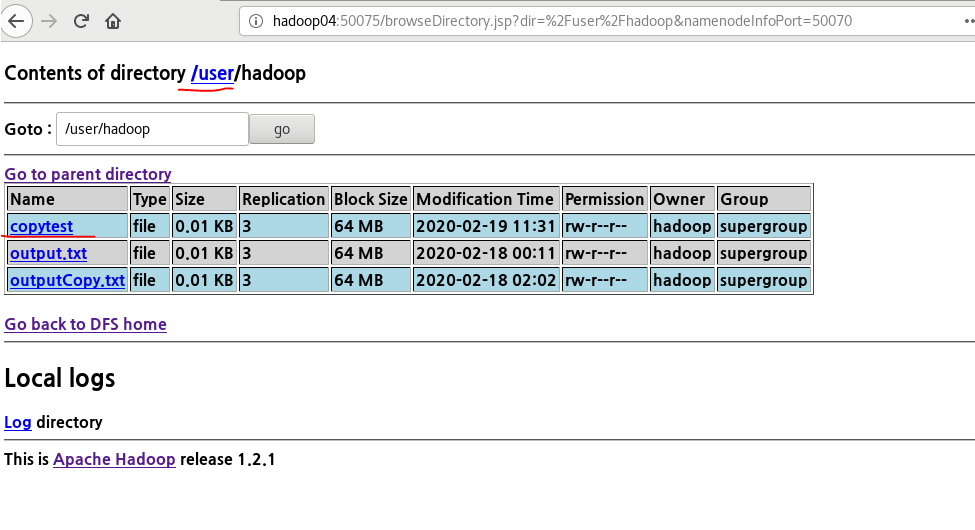 hadoop04:50075/browseDirectory.jsp?dir=%2Fuser%2Fhadoop&namenodeInfoPort=50070
Contents of directory /user/hadoop
Goto : /user/hadoop go
Go to parent directory
Name Type Size Replication Block Size Modification Time Permission Owner Group
copytest file 0.01 KB 3 64 MB 2020-02-19 11:31 rw-r--r-- hadoop supergroup
output.txt file 0.01 KB 3 64 MB 2020-02-18 00:11 rw-r--r-- hadoop supergroup
outputCopy.txt file 0.01 KB 3 64 MB 2020-02-18 02:02 rw-r--r-- hadoop supergroup
Go back to DFS home
Local logs
Log directory
This is Apache Hadoop release 1.2.1